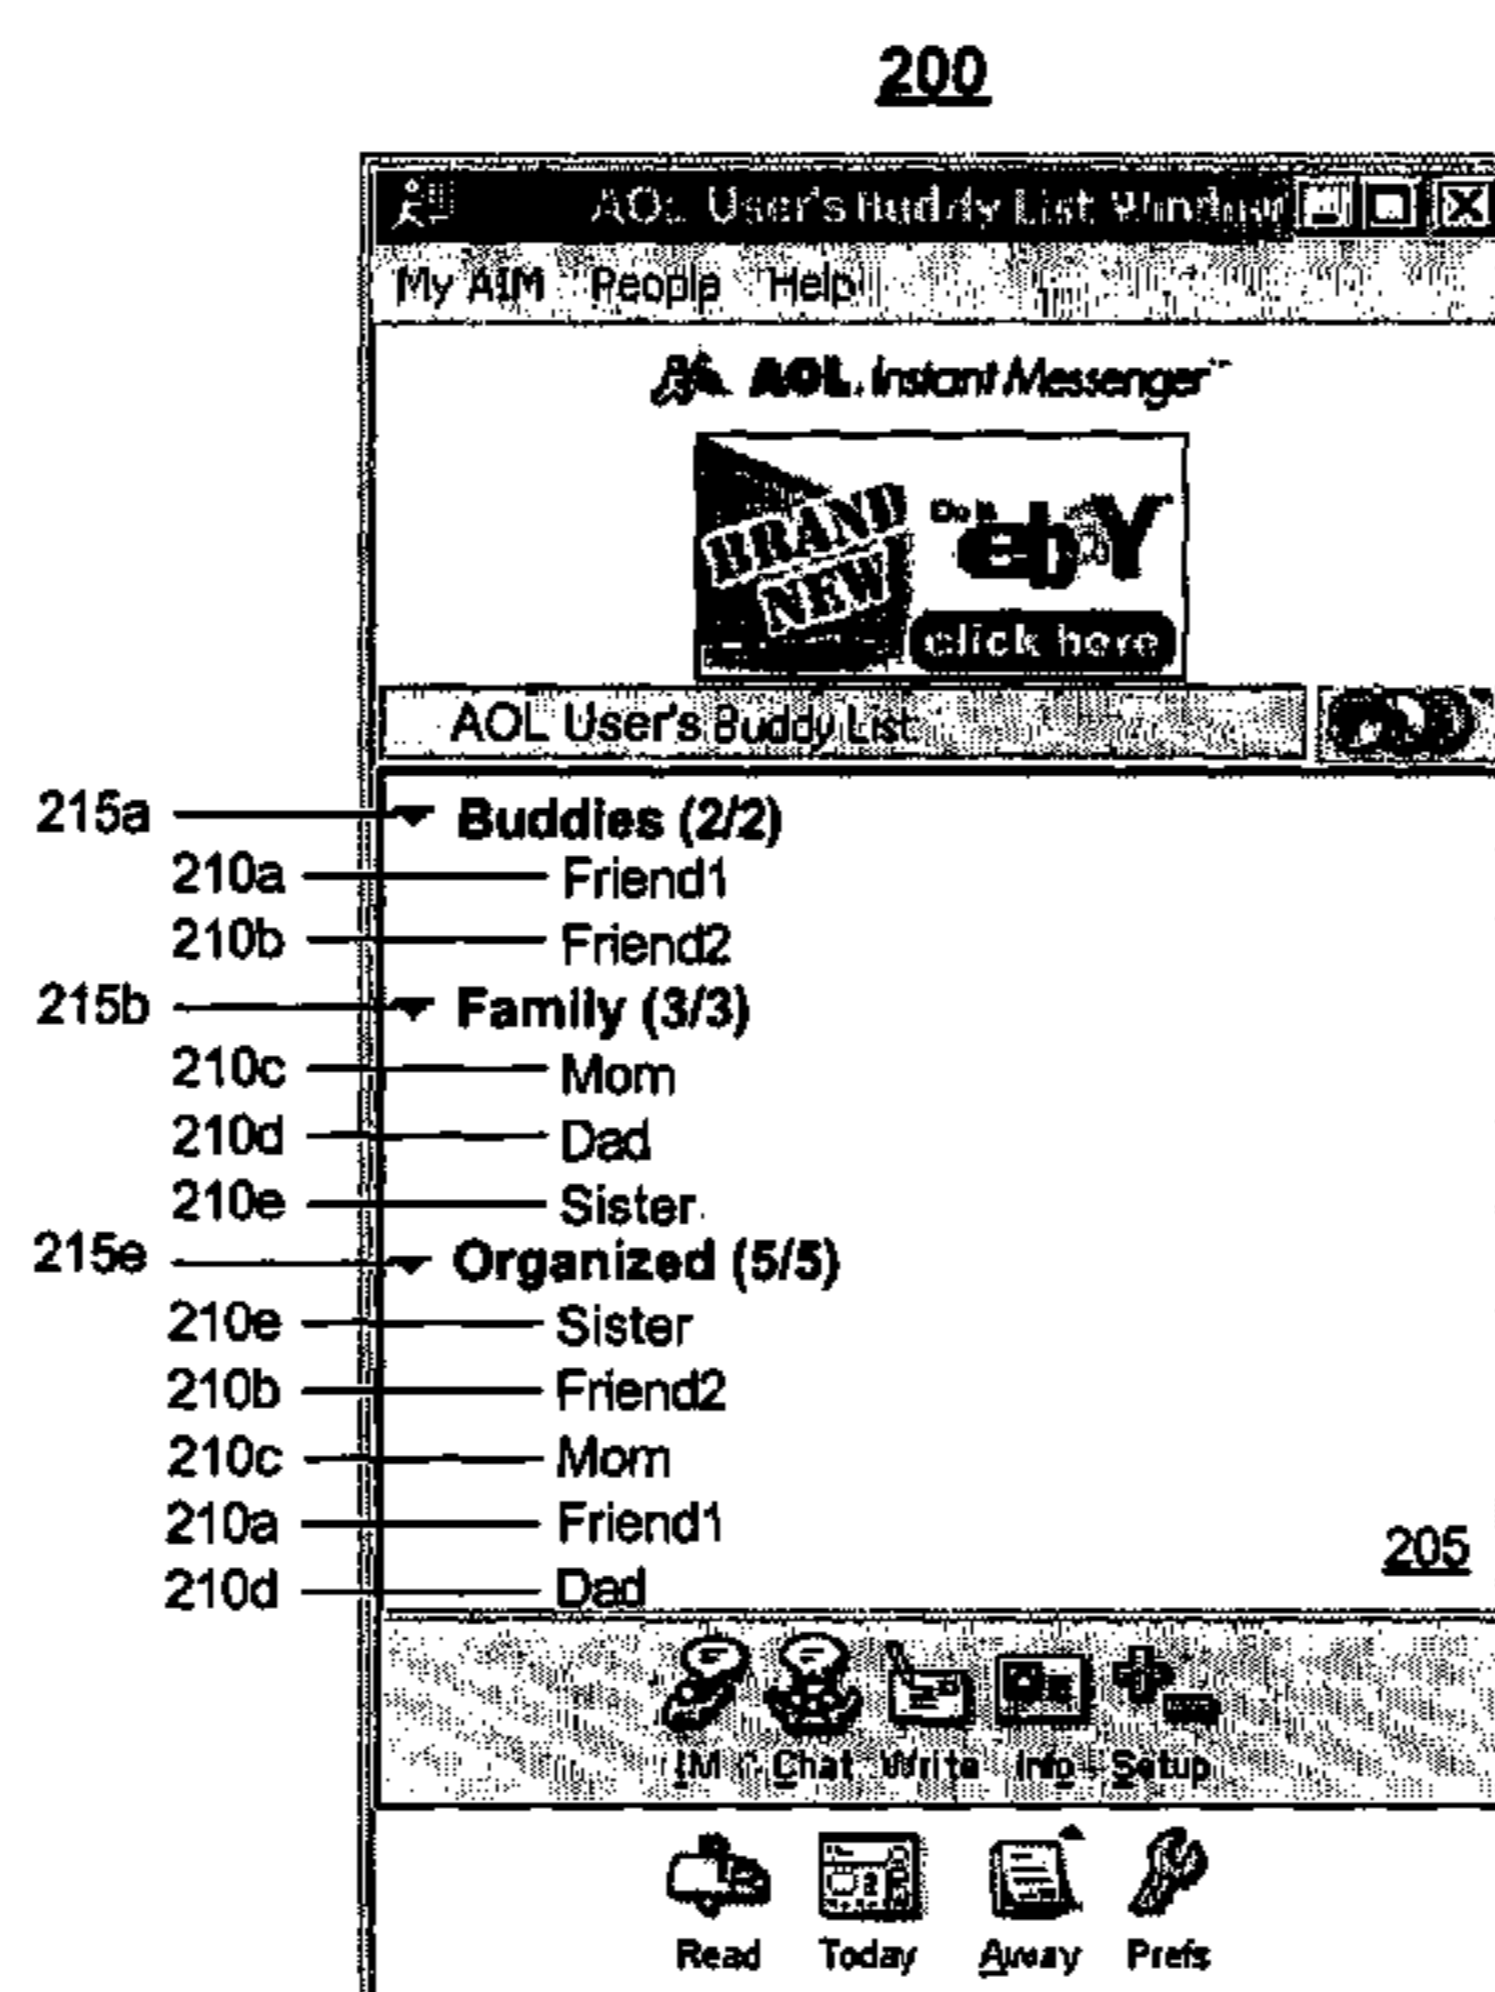 200
AOL User's Buddy List Window
My AIM People Help
AOL Instant Messenger™
BRAND NEW
Do It
ebY
click here
AOL User's Buddy List
215a Buddies (2/2)
210a Friend1
210b Friend2
215b Family (3/3)
210c Mom
210d Dad
210e Sister
215e Organized (5/5)
210e Sister
210b Friend2
210c Mom
210a Friend1
210d Dad
205
IM Chat Write Info Setup
Read Today Away Prefs